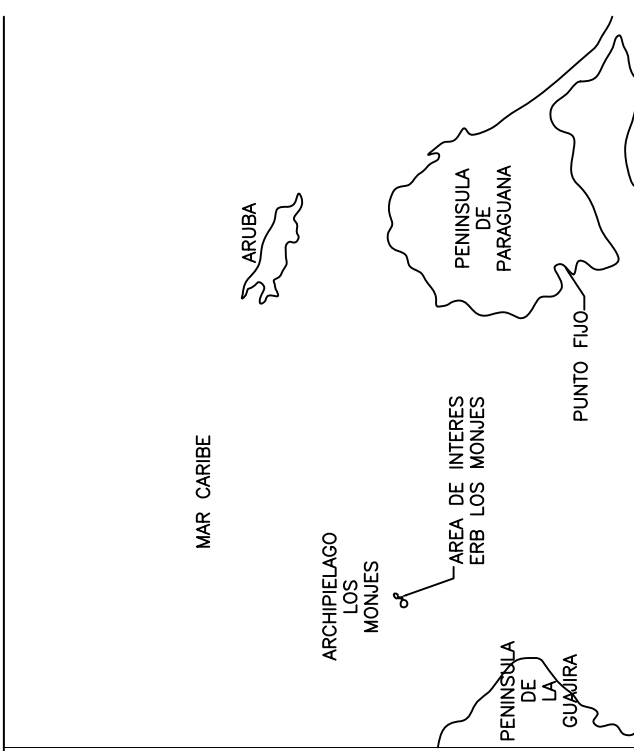 MAR CARIBE
ARUBA
ARCHIPIELAGO
LOS
MONJES
AREA DE INTERES
ERB LOS MONJES
PENINSULA
DE
PARAGUANA
PENINSULA
DE
LA
GUAJIRA
PUNTO FIJO